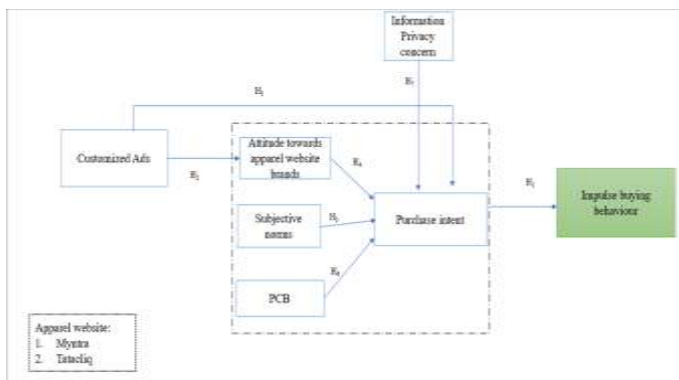 Information
Privacy
concern
Customized Ads
Attitude towards
apparel website
brands
Subjective
norms
PCB
Purchase intent
Impulse buying
behaviour
Apparel website:
1. Myntra
2. Tatacliq